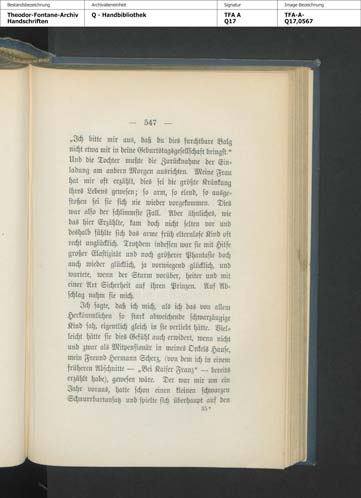 Bestandsbezeichnung
Archivalieneinheit
Signatur
Image Bezeichnung
Theodor-Fontane-Archiv
Handschriften
Q - Handbibliothek
TFA A
Q17
TFA-A-
Q17,0567
— 547 —
„Ich bitte mir aus, daß du dies furchtbare Balg
nicht etwa mit in deine Geburtstagsgesellschaft bringst.“
Und die Tochter mußte die Zurücknahme der Ein-
ladung am andern Morgen ausrichten. Meine Frau
hat mir oft erzählt, dies sei die größte Kränkung
ihres Lebens gewesen; so arm, so elend, so ausge-
stoßen sei sie sich nie wieder vorgekommen. Dies
war also der schlimmste Fall. Aber ähnliches, wie
das hier Erzählte, kam doch nicht selten vor und
deshalb fühlte sich das arme früh elternlose Kind oft
recht unglücklich. Trotzdem indessen war sie mit Hilfe
großer Elastizität und noch größerer Phantasie doch
auch wieder glücklich, ja vorwiegend glücklich, und
wartete, wenn der Sturm vorüber, heiter und mit
einer Art Sicherheit auf ihren Prinzen. Auf Ab-
schlag nahm sie mich.
Ich sagte, daß ich mich, als ich das von allem
Herkömmlichen so stark abweichende schwarzäugige
Kind sah, eigentlich gleich in sie verliebt hätte. Viel-
leicht hätte sie dies Gefühl auch erwidert, wenn nicht
und zwar als Mitpensionär in meines Onkels Hause,
mein Freund Hermann Scherz, (von dem ich in einem
früheren Abschnitte — „Bei Kaiser Franz“ — bereits
erzählt habe), gewesen wäre. Der war mir um ein
Jahr voraus, hatte schon einen kleinen schwarzen
Schnurrbartansatz und spielte sich überhaupt auf den
35*